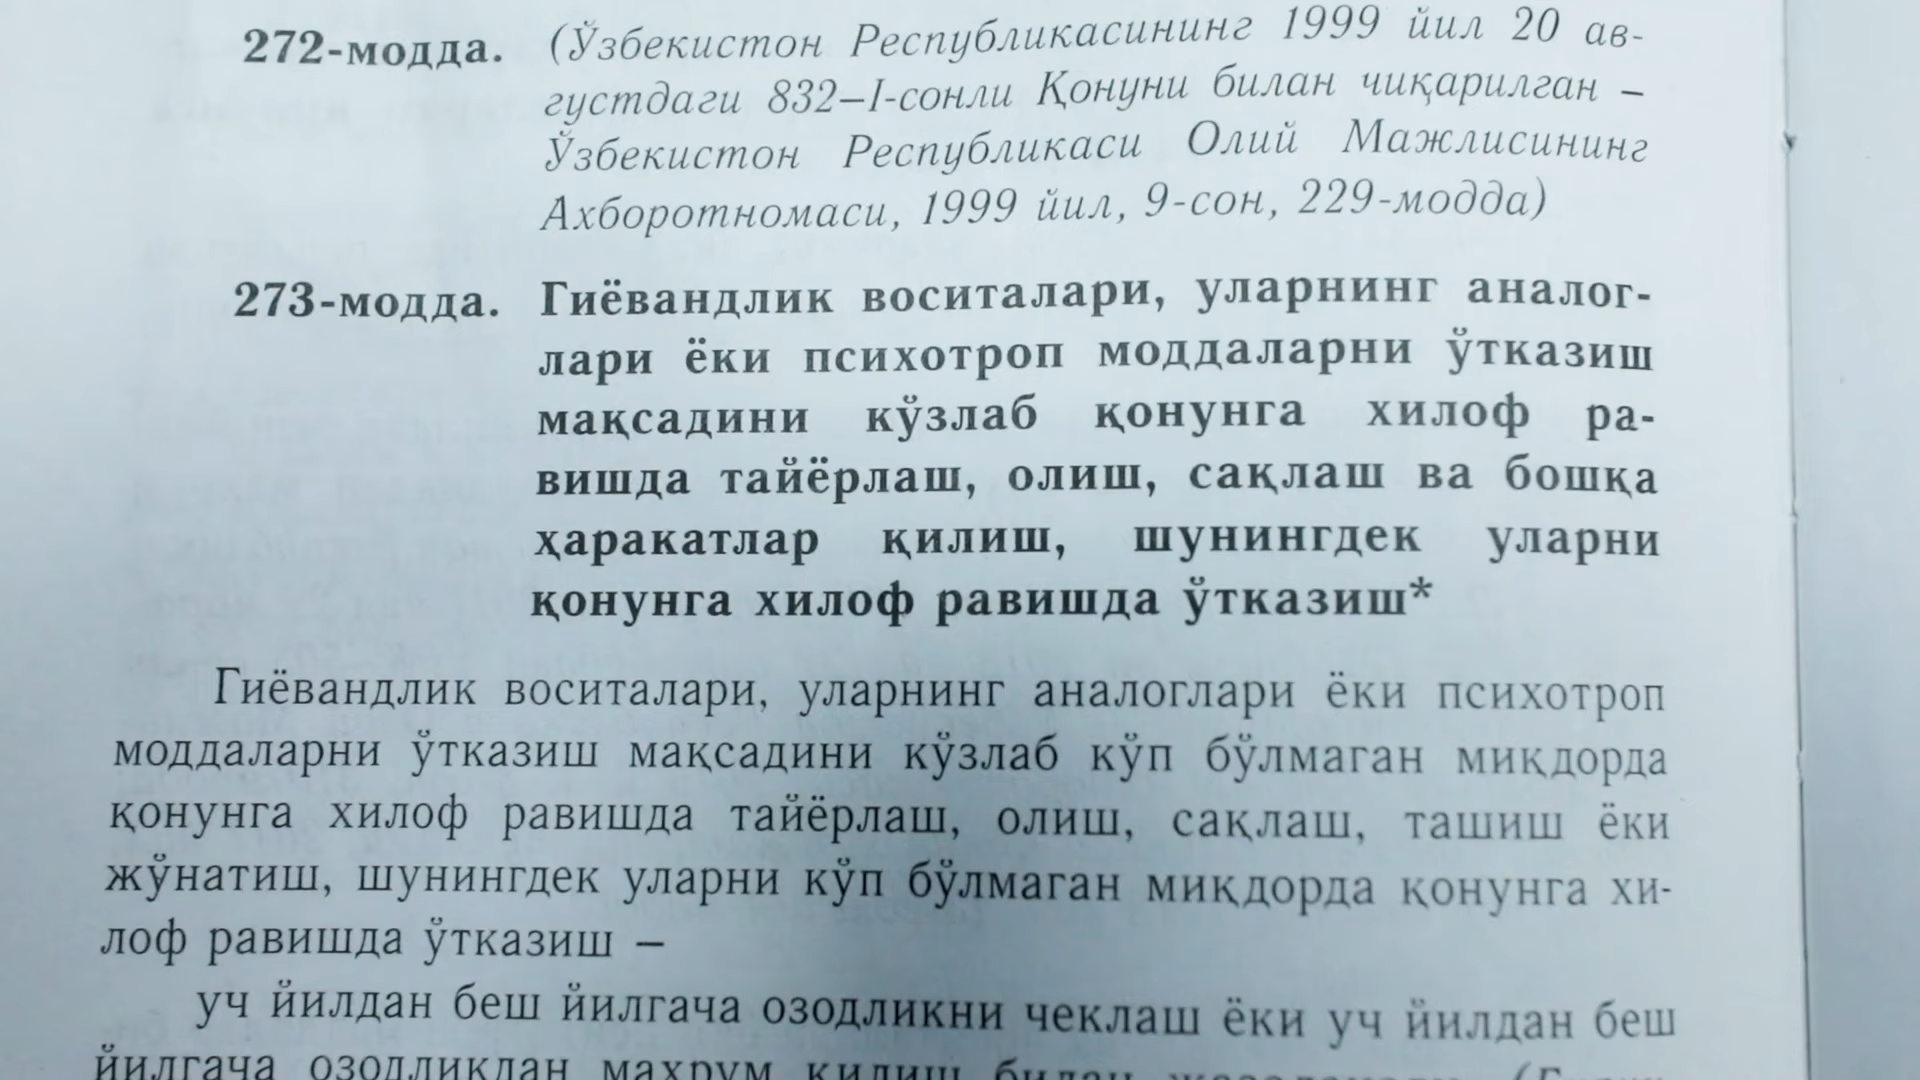 272-модда. (Ўзбекистон Республикасининг 1999 йил 20 ав-
густдаги 832–I-сонли Қонуни билан чиқарилган –
Ўзбекистон Республикаси Олий Мажлисининг
Ахборотномаси, 1999 йил, 9-сон, 229-модда)
273-модда. Гиёвандлик воситалари, уларнинг аналог-
лари ёки психотроп моддаларни ўтказиш
мақсадини кўзлаб қонунга хилоф ра-
вишда тайёрлаш, олиш, сақлаш ва бошқа
ҳаракатлар қилиш, шунингдек уларни
қонунга хилоф равишда ўтказиш*
Гиёвандлик воситалари, уларнинг аналоглари ёки психотроп
моддаларни ўтказиш мақсадини кўзлаб кўп бўлмаган миқдорда
қонунга хилоф равишда тайёрлаш, олиш, сақлаш, ташиш ёки
жўнатиш, шунингдек уларни кўп бўлмаган миқдорда қонунга хи-
лоф равишда ўтказиш –
уч йилдан беш йилгача озодликни чеклаш ёки уч йилдан беш
йилгача озодликдан маҳрум қилиш билан